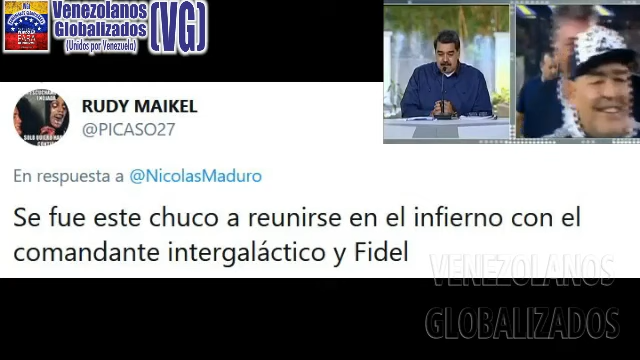 Venezolanos
Globalizados
(Unidos por Venezuela)
(VG)
RUDY MAIKEL
@PICASO27
En respuesta a @NicolasMaduro
Se fue este chuco a reunirse en el infierno con el
comandante intergaláctico y Fidel
VENEZOLANOS
GLOBALIZADOS